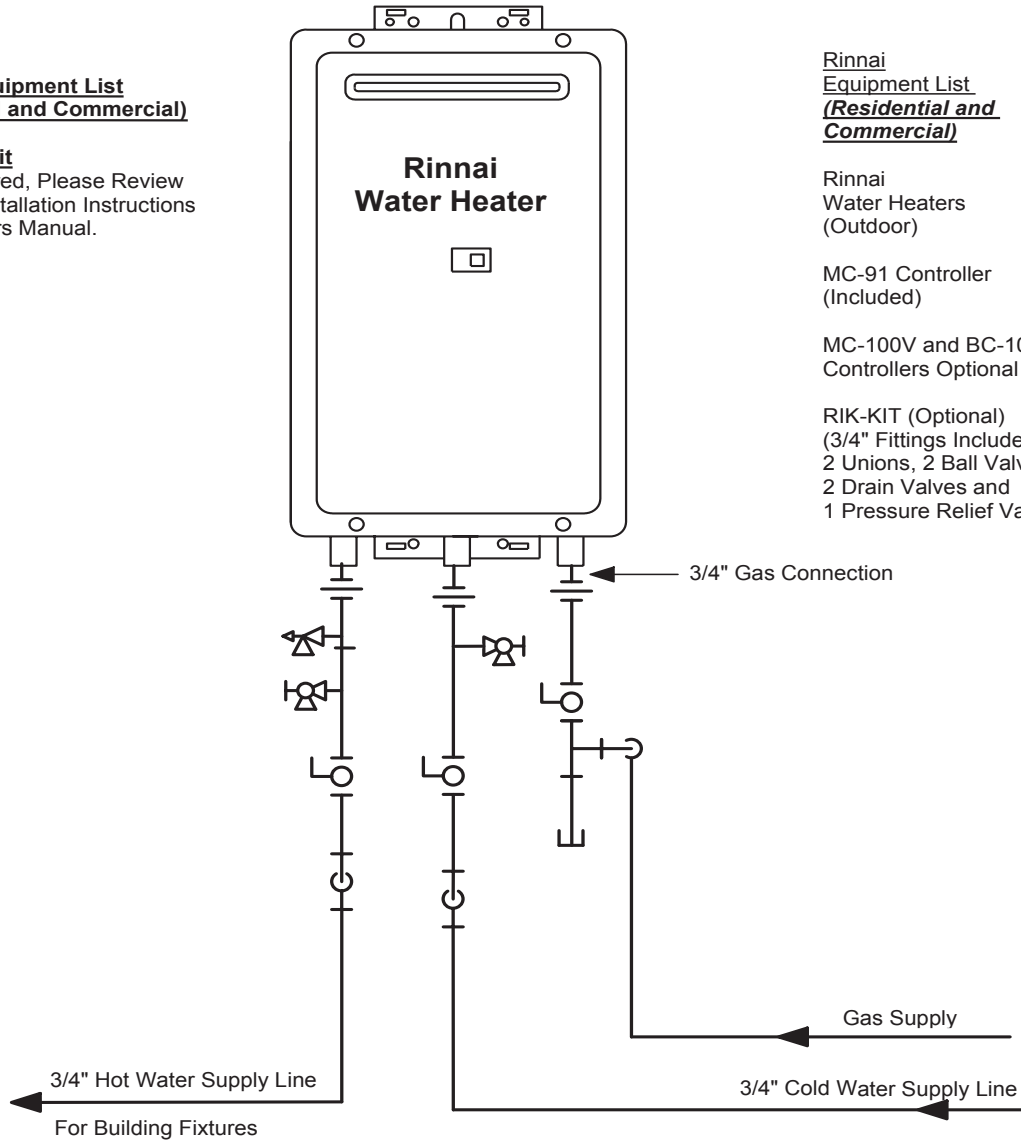 uipment List
and Commercial)
it
ed, Please Review
tallation Instructions
rs Manual.
Rinnai
Water Heater
Rinnai
Equipment List
(Residential and
Commercial)
Rinnai
Water Heaters
(Outdoor)
MC-91 Controller
(Included)
MC-100V and BC-10
Controllers Optional
RIK-KIT (Optional)
(3/4" Fittings Include
2 Unions, 2 Ball Valv
2 Drain Valves and
1 Pressure Relief Va
3/4" Gas Connection
Gas Supply
3/4" Hot Water Supply Line
3/4" Cold Water Supply Line
For Building Fixtures